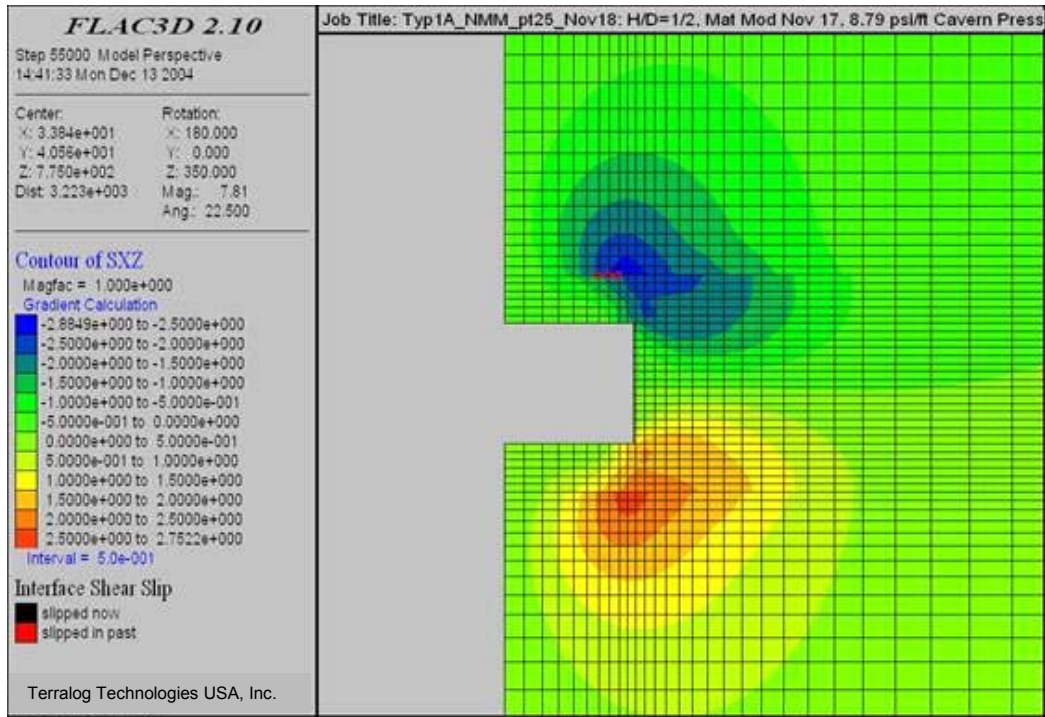 FLAC3D 2.10
Step 55000 Model Perspective
14:41:33 Mon Dec 13 2004
Center:
X: 3.384e+001
Y: 4.056e+001
Z: 7.750e+002
Dist: 3.223e+003
Rotation:
X: 180.000
Y: 0.000
Z: 350.000
Mag.: 7.81
Ang.: 22.500
Contour of SXZ
Magfac = 1.000e+000
Gradient Calculation
-2.8849e+000 to -2.5000e+000
-2.5000e+000 to -2.0000e+000
-2.0000e+000 to -1.5000e+000
-1.5000e+000 to -1.0000e+000
-1.0000e+000 to -5.0000e-001
-5.0000e-001 to 0.0000e+000
0.0000e+000 to 5.0000e-001
5.0000e-001 to 1.0000e+000
1.0000e+000 to 1.5000e+000
1.5000e+000 to 2.0000e+000
2.0000e+000 to 2.5000e+000
2.5000e+000 to 2.7522e+000
Interval = 5.0e-001
Interface Shear Slip
slipped now
slipped in past
Terralog Technologies USA, Inc.
Job Title: Typ1A_NMM_pt25_Nov18: H/D=1/2, Mat Mod Nov 17, 8.79 psi/ft Cavern Press